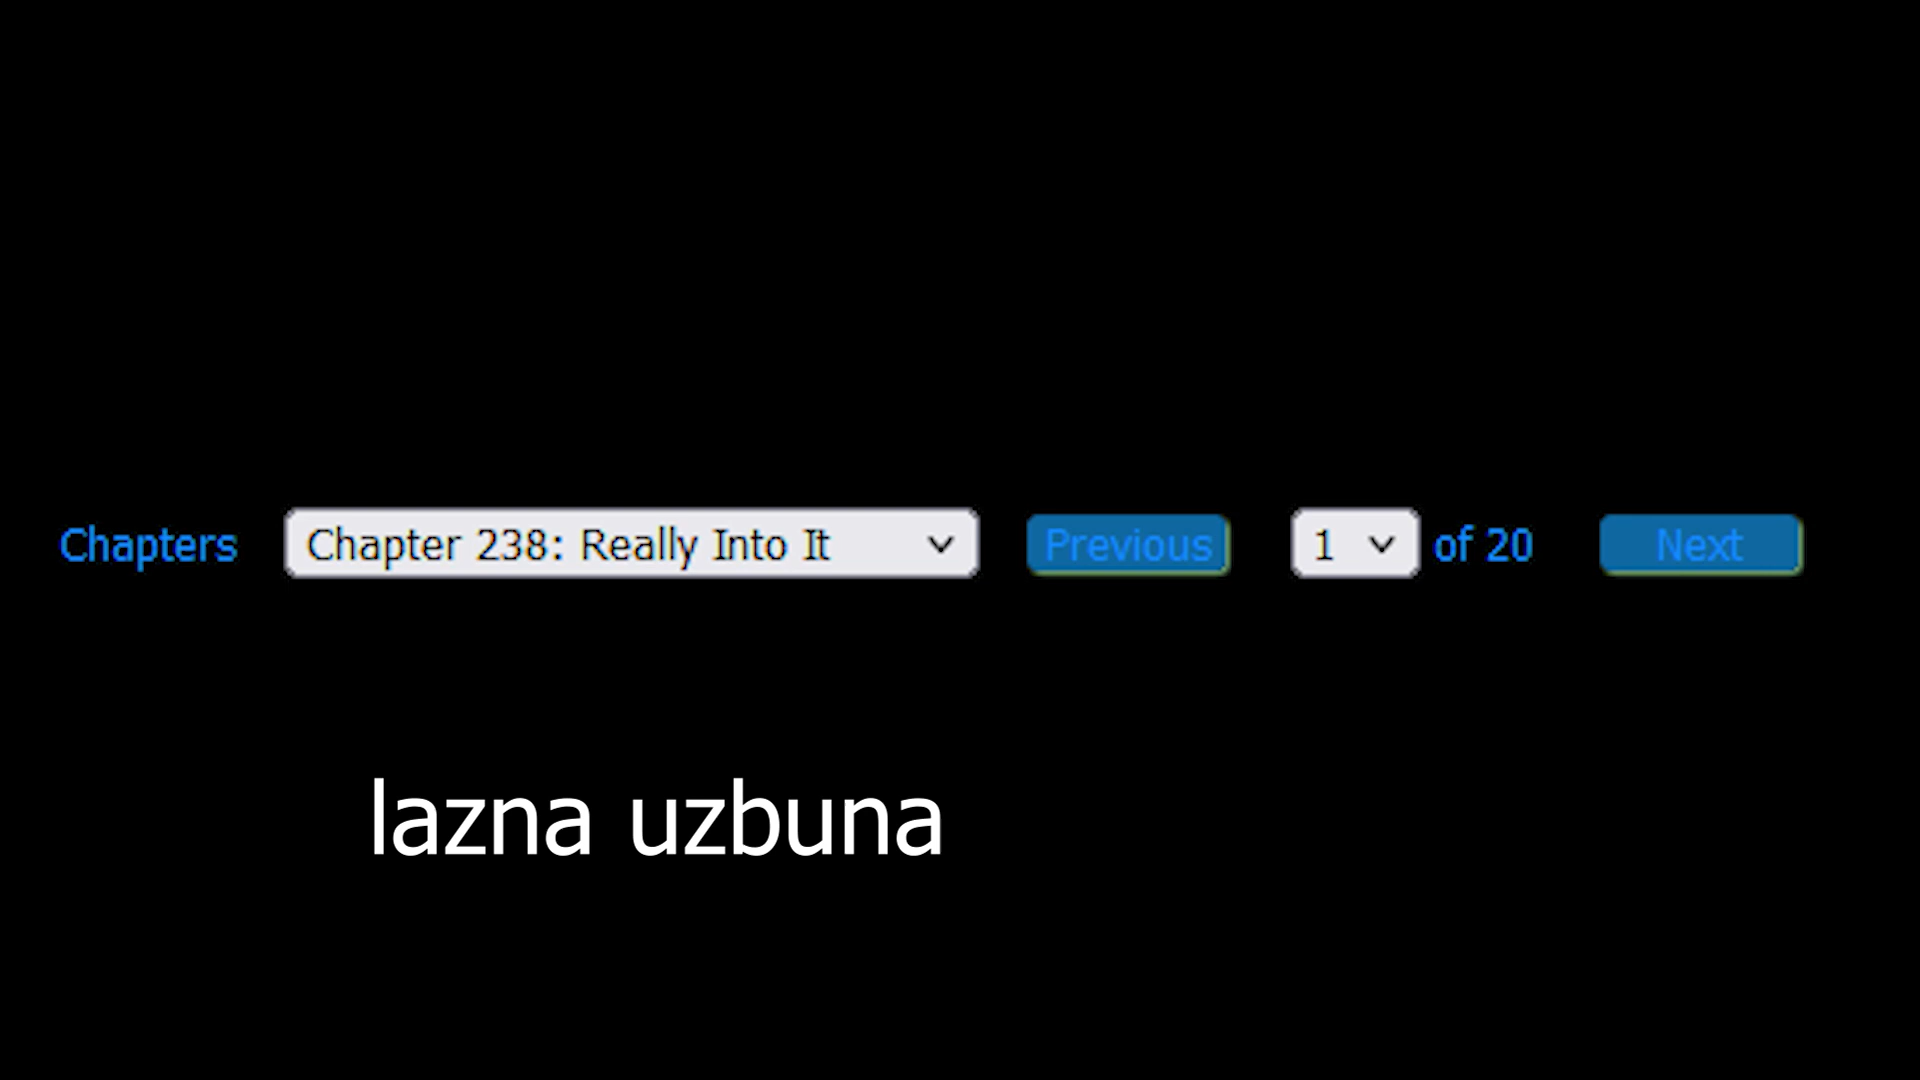 Chapters Chapter 238: Really Into It Previous 1 of 20 Next
lazna uzbuna